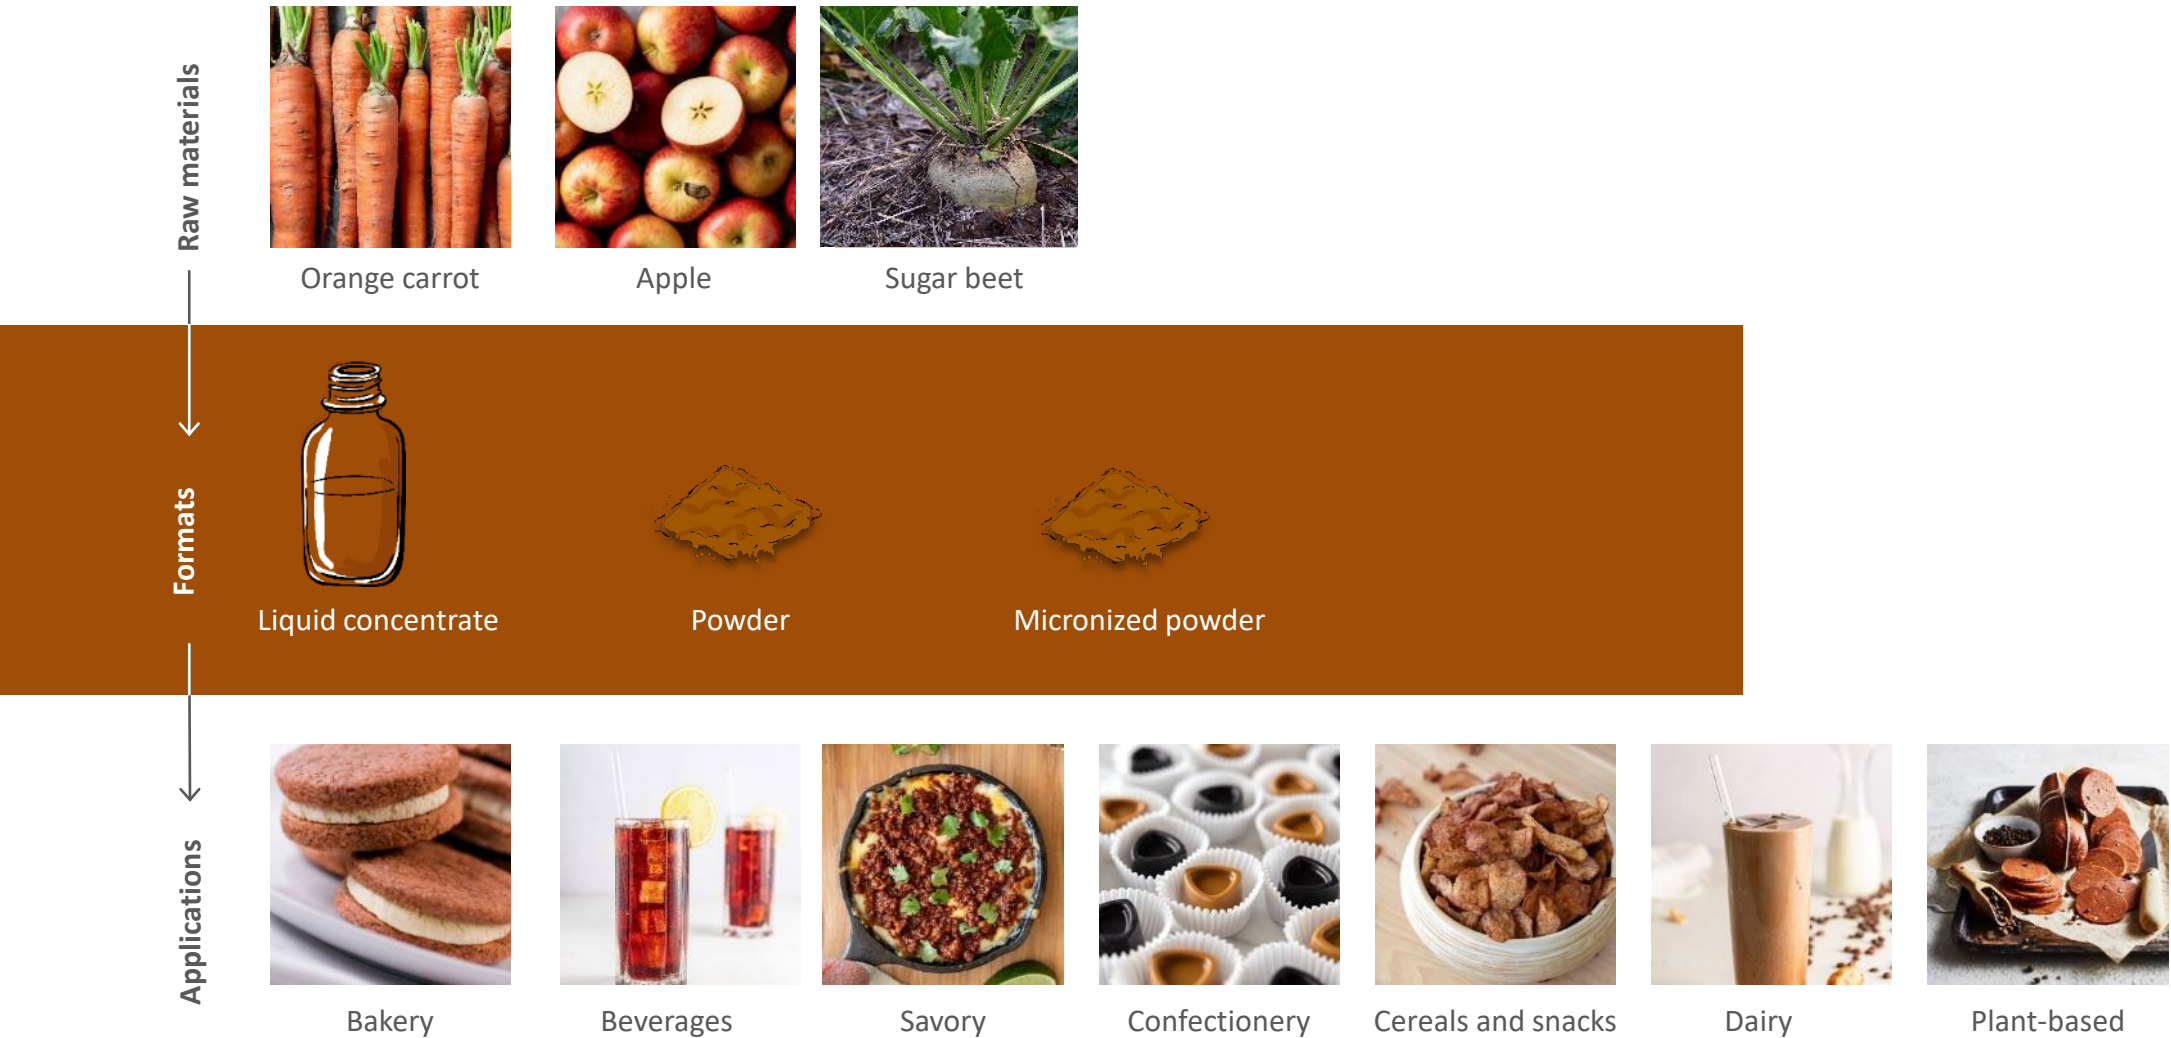 Raw materials
Orange carrot
Apple
Sugar beet
Formats
Liquid concentrate
Powder
Micronized powder
Applications
Bakery
Beverages
Savory
Confectionery
Cereals and snacks
Dairy
Plant-based